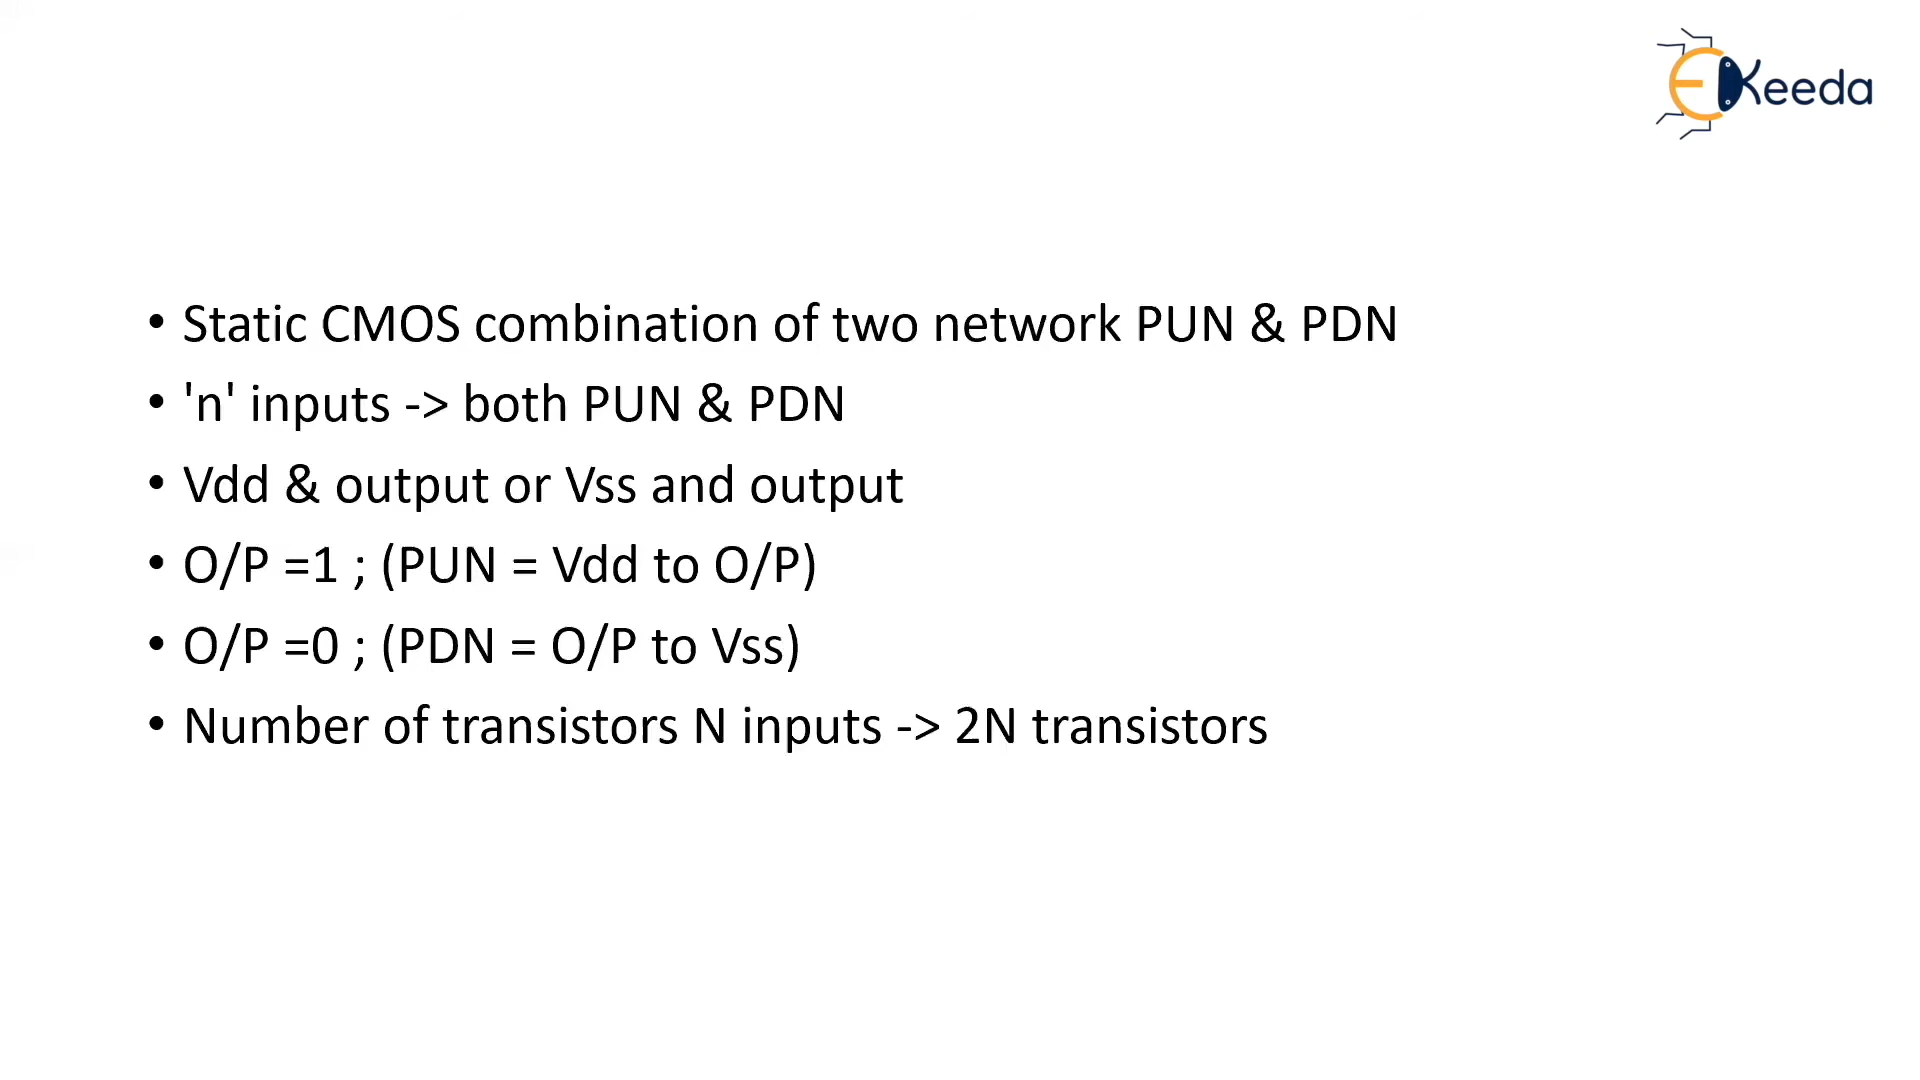 EKeeda
• Static CMOS combination of two network PUN & PDN
• 'n' inputs -> both PUN & PDN
• Vdd & output or Vss and output
• O/P =1 ; (PUN = Vdd to O/P)
• O/P =0 ; (PDN = O/P to Vss)
• Number of transistors N inputs -> 2N transistors